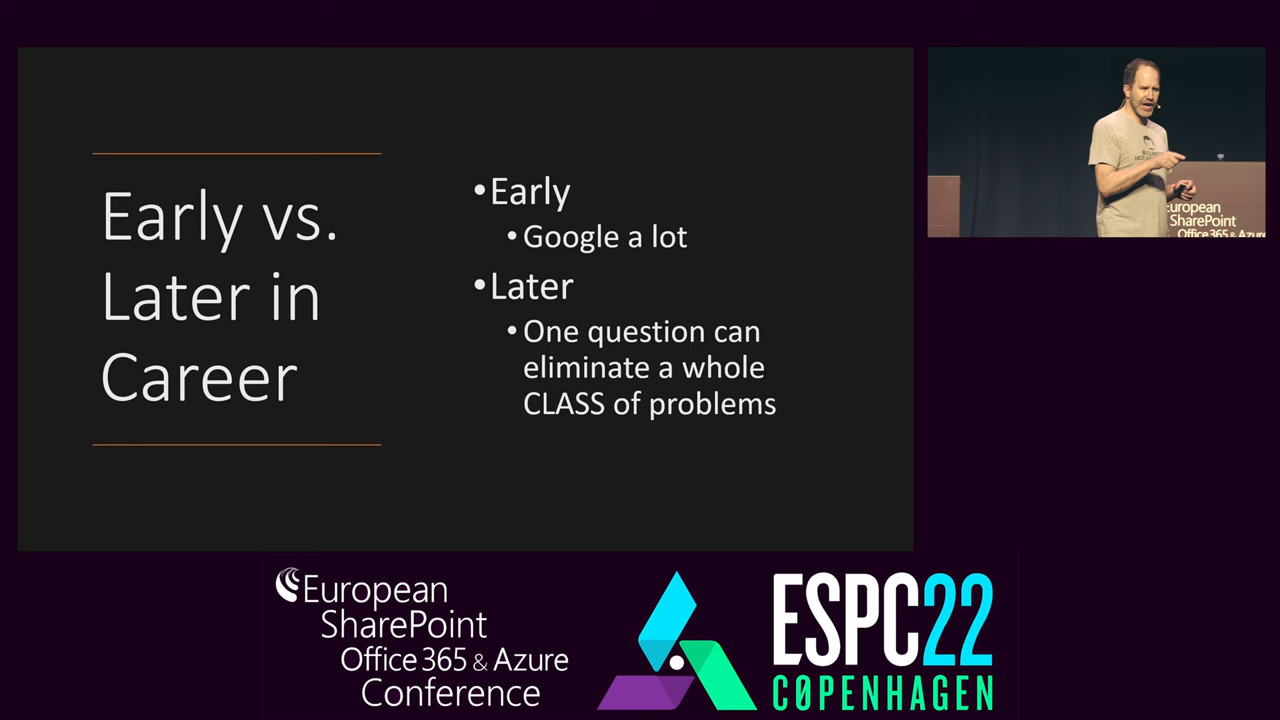 Early vs.
Later in
Career
•Early
•Google a lot
•Later
•One question can
eliminate a whole
CLASS of problems
European
SharePoint
Office 365 & Azure
European
SharePoint
Office 365 & Azure
Conference
ESPC22
CØPENHAGEN